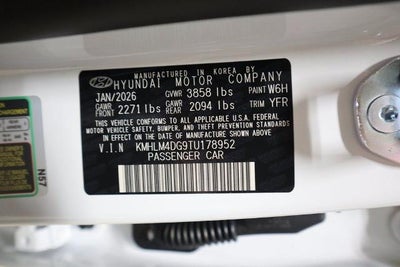 MANUFACTURED IN KOREA BY
HYUNDAI MOTOR COMPANY
JAN/2026 GVWR 3858 lbs PAINT W6H
GAWR FRONT 2271 lbs GAWR REAR 2094 lbs TRIM YFR
THIS VEHICLE CONFORMS TO ALL APPLICABLE U.S. FEDERAL
MOTOR VEHICLE SAFETY, BUMPER, AND THEFT PREVENTION STANDARDS
IN EFFECT ON THE DATE OF MANUFACTURE SHOWN ABOVE.
V.I.N KMHLM4DG9TU178952
PASSENGER CAR
N57